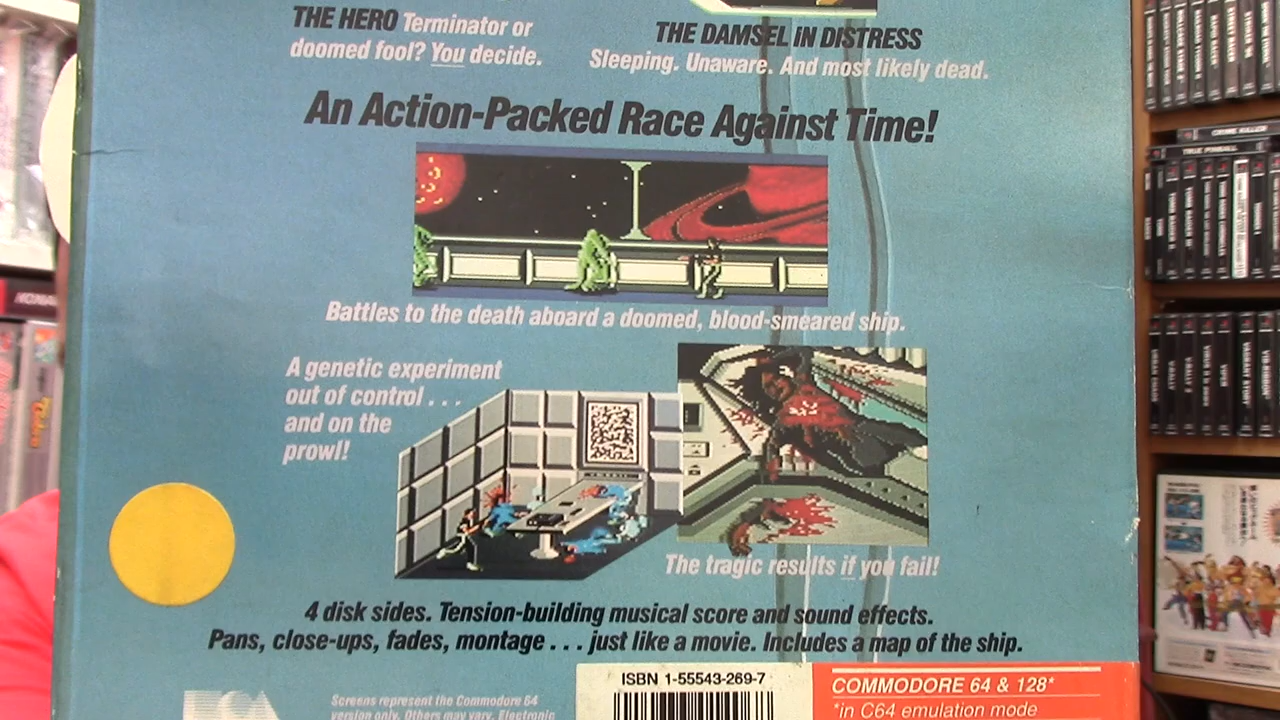 THE HERO Terminator or
doomed fool? You decide.
THE DAMSEL IN DISTRESS
Sleeping. Unaware. And most likely dead.
An Action-Packed Race Against Time!
Battles to the death aboard a doomed, blood-smeared ship.
A genetic experiment
out of control . . .
and on the
prowl!
The tragic results if you fail!
4 disk sides. Tension-building musical score and sound effects.
Pans, close-ups, fades, montage . . . just like a movie. Includes a map of the ship.
Screens represent the Commodore 64
version only. Others may vary. Electronic
ISBN 1-55543-269-7
COMMODORE 64 & 128*
*in C64 emulation mode
TRUE PINBALL